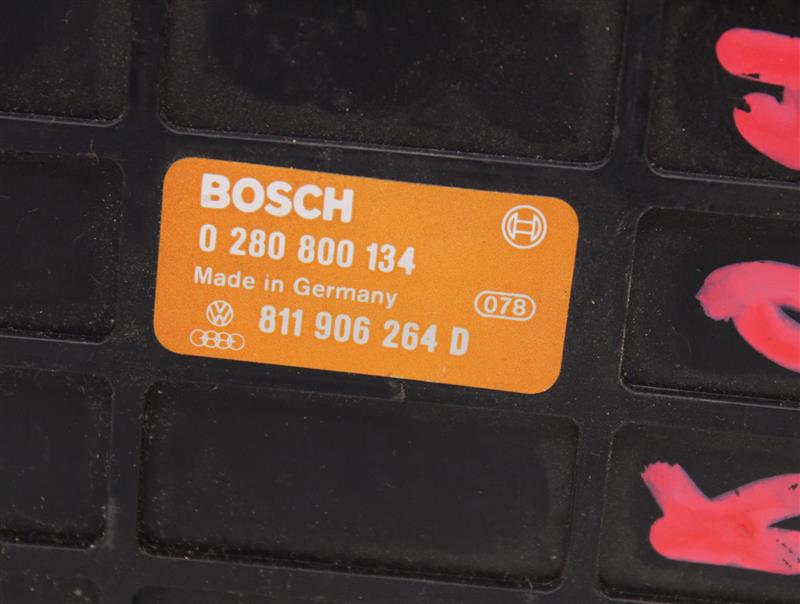 BOSCH
0 280 800 134
Made in Germany
078
811 906 264 D